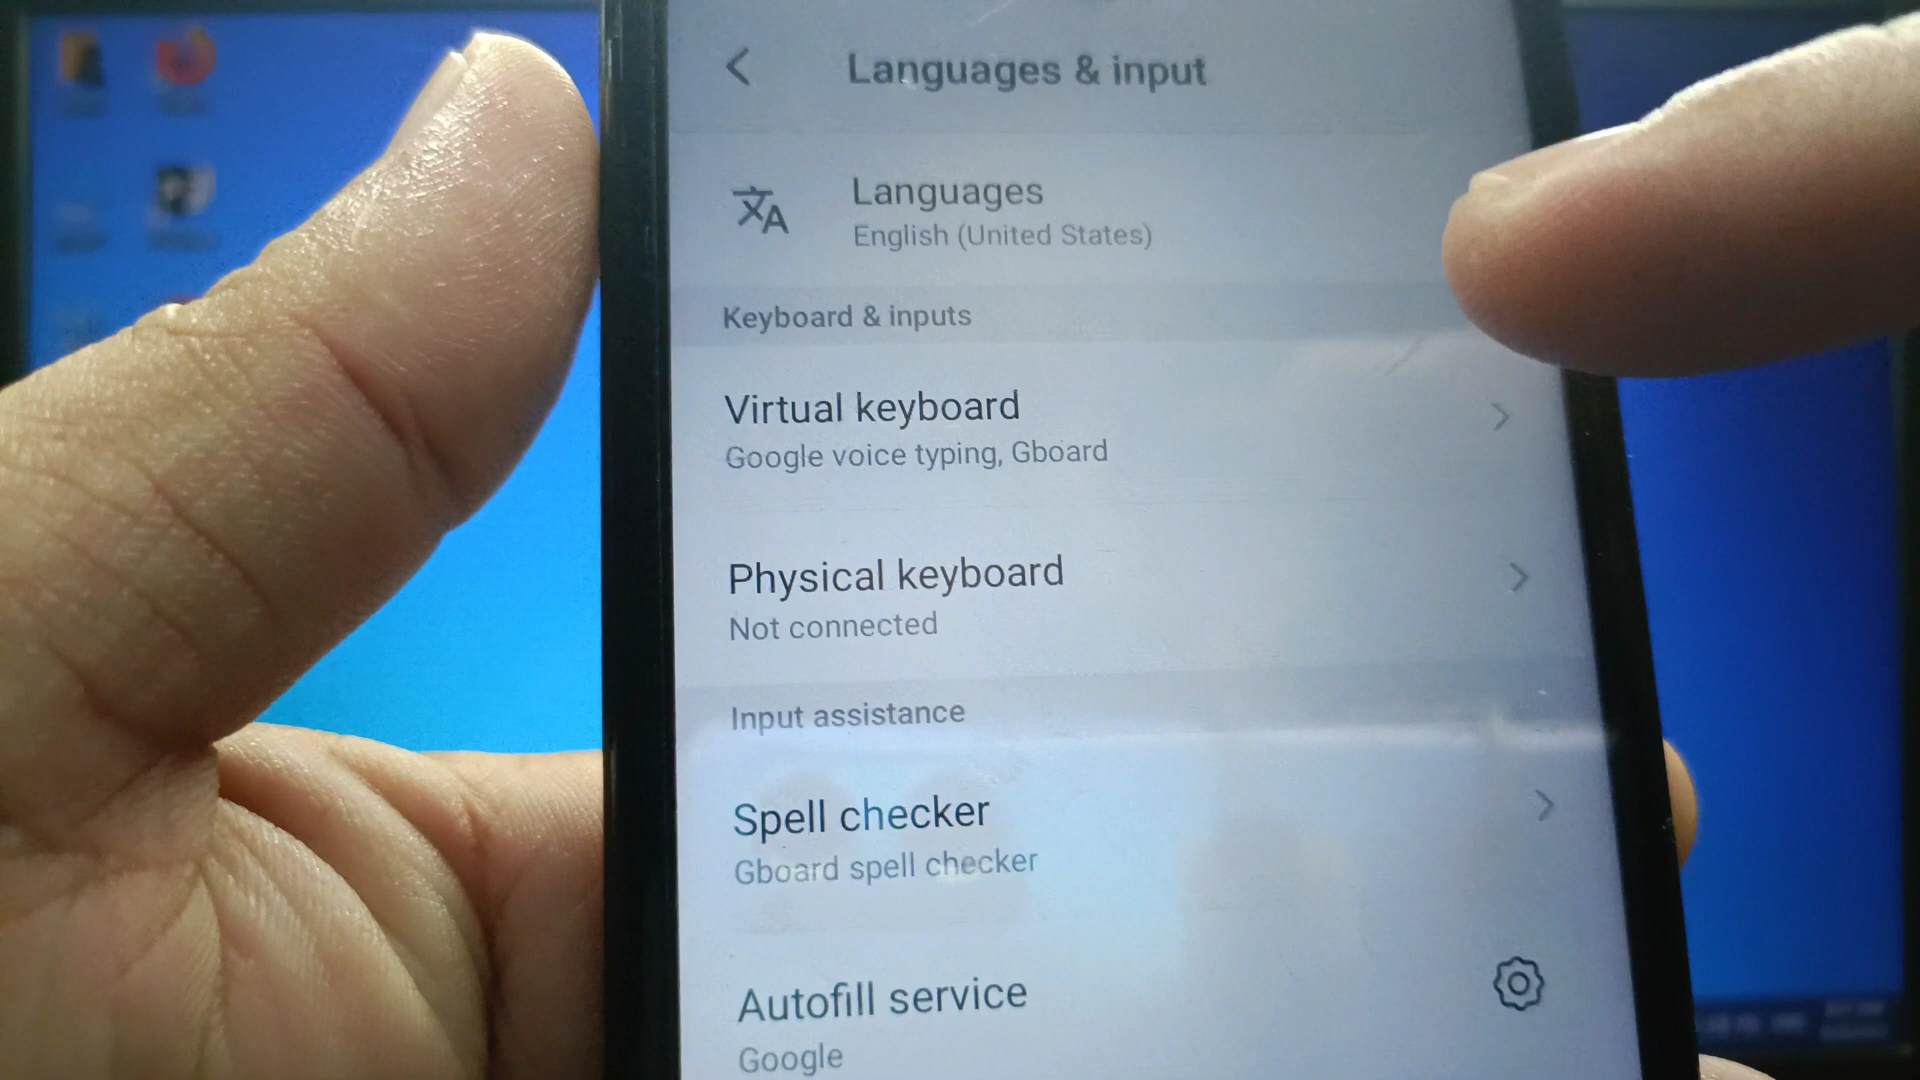 Languages & input
Languages
English (United States)
Keyboard & inputs
Virtual keyboard
Google voice typing, Gboard
Physical keyboard
Not connected
Input assistance
Spell checker
Gboard spell checker
Autofill service
Google